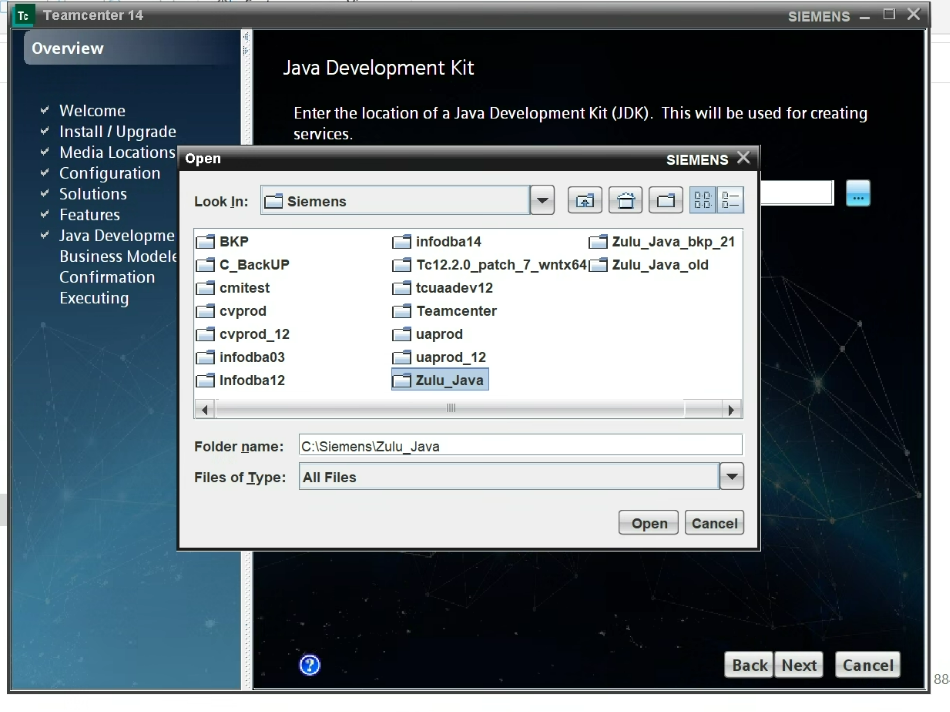 Teamcenter 14
SIEMENS
Overview
Welcome
Install / Upgrade
Media Locations
Configuration
Solutions
Features
Java Developme
Business Modele
Confirmation
Executing
Java Development Kit
Enter the location of a Java Development Kit (JDK). This will be used for creating
services.
...
Open
SIEMENS
Look In: Siemens
BKP
C_BackUP
cmitest
cvprod
cvprod_12
infodba03
Infodba12
infodba14
Tc12.2.0_patch_7_wntx64
tcuaadev12
Teamcenter
uaprod
uaprod_12
Zulu_Java
Zulu_Java_bkp_21
Zulu_Java_old
Folder name: C:\Siemens\Zulu_Java
Files of Type: All Files
Open Cancel
? Back Next Cancel
88